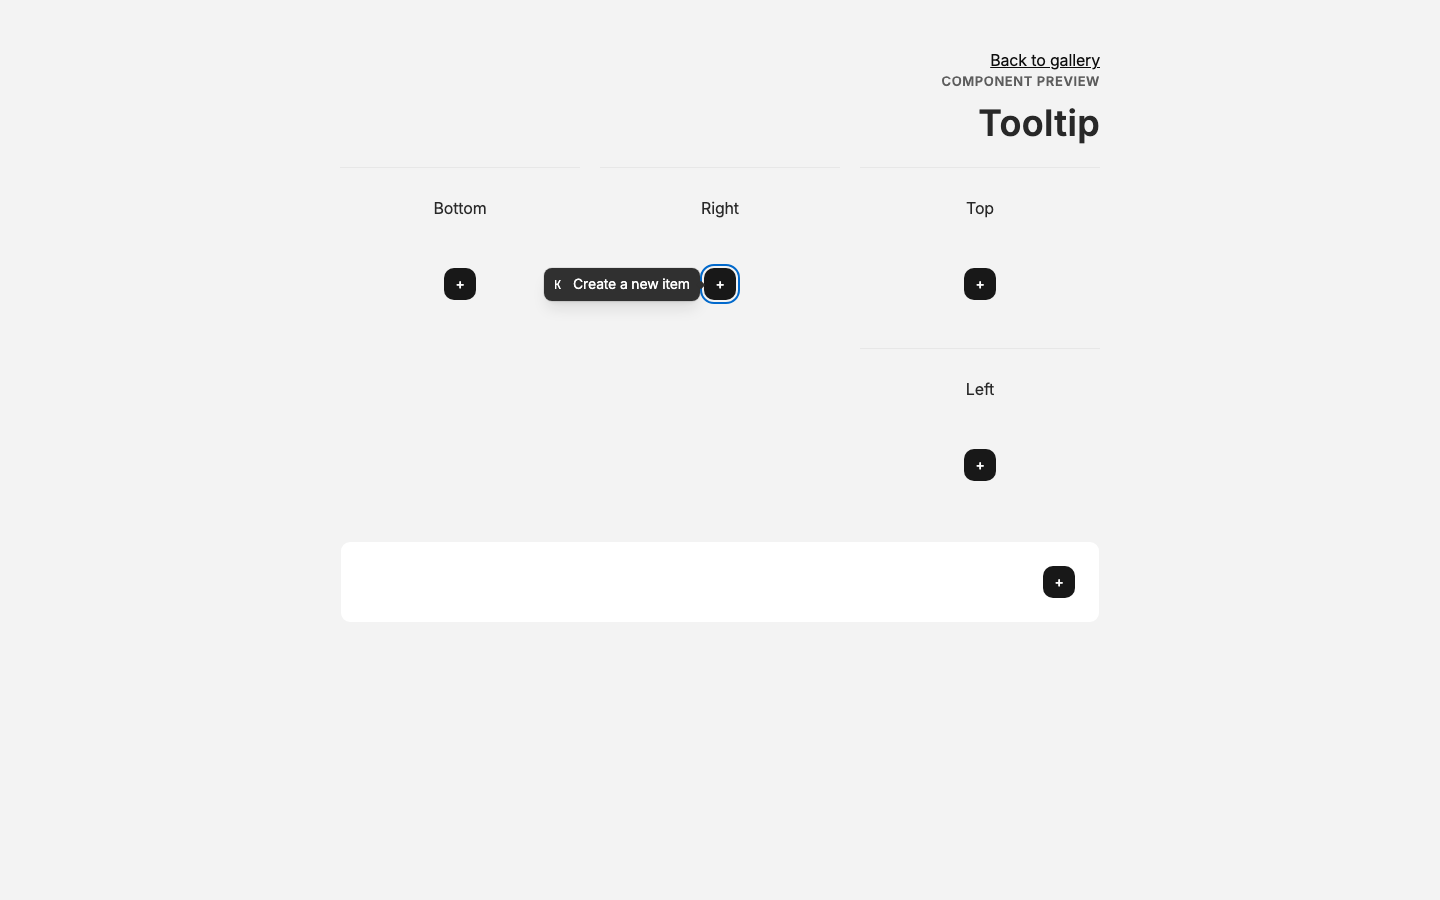 Back to gallery
COMPONENT PREVIEW
Tooltip
Top
Right
Bottom
+
K Create a new item
+
+
Left
+
+